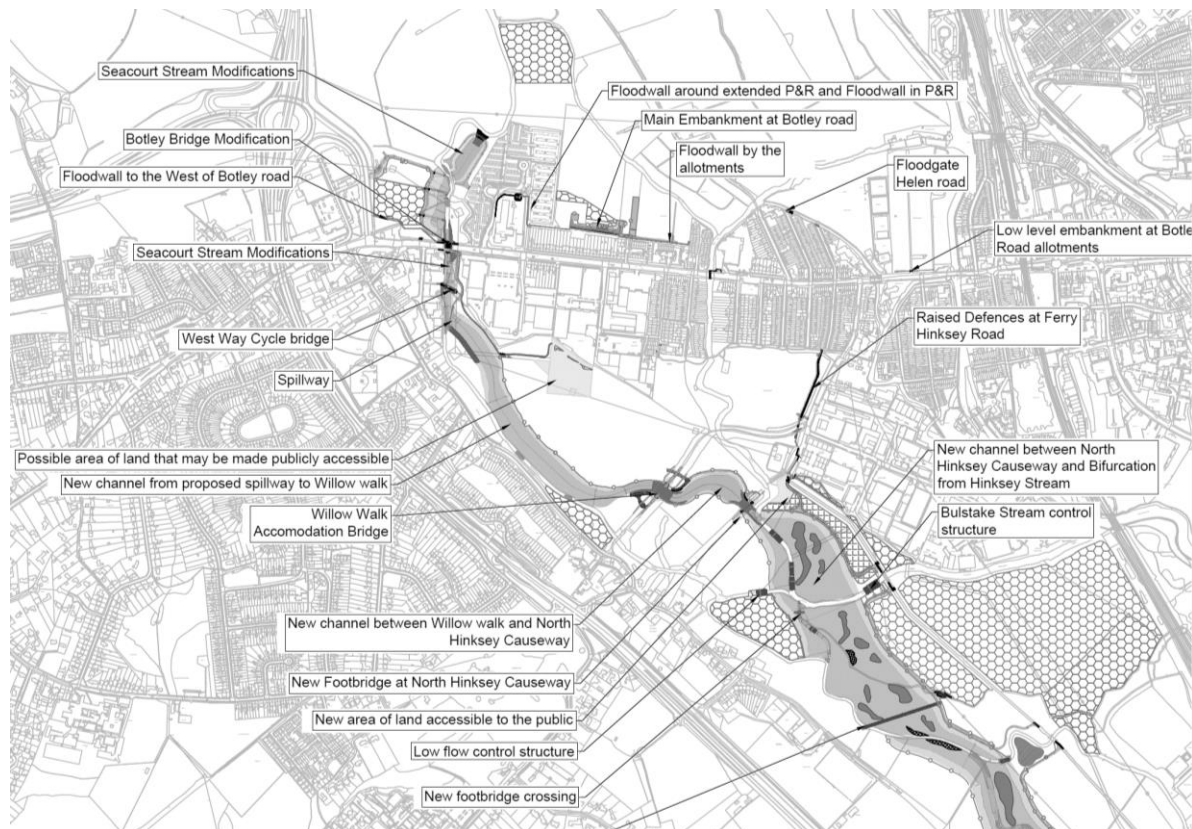 Seacourt Stream Modifications
Botley Bridge Modification
Floodwall to the West of Botley road
Seacourt Stream Modifications
West Way Cycle bridge
Spillway
Possible area of land that may be made publicly accessible
New channel from proposed spillway to Willow walk
Willow Walk
Accomodation Bridge
New channel between Willow walk and North
Hinksey Causeway
New Footbridge at North Hinksey Causeway
New area of land accessible to the public
Low flow control structure
New footbridge crossing
Floodwall around extended P&R and Floodwall in P&R
Main Embankment at Botley road
Floodwall by the
allotments
Floodgate
Helen road
Low level embankment at Botle
Road allotments
Raised Defences at Ferry
Hinksey Road
New channel between North
Hinksey Causeway and Bifurcation
from Hinksey Stream
Bulstake Stream control
structure